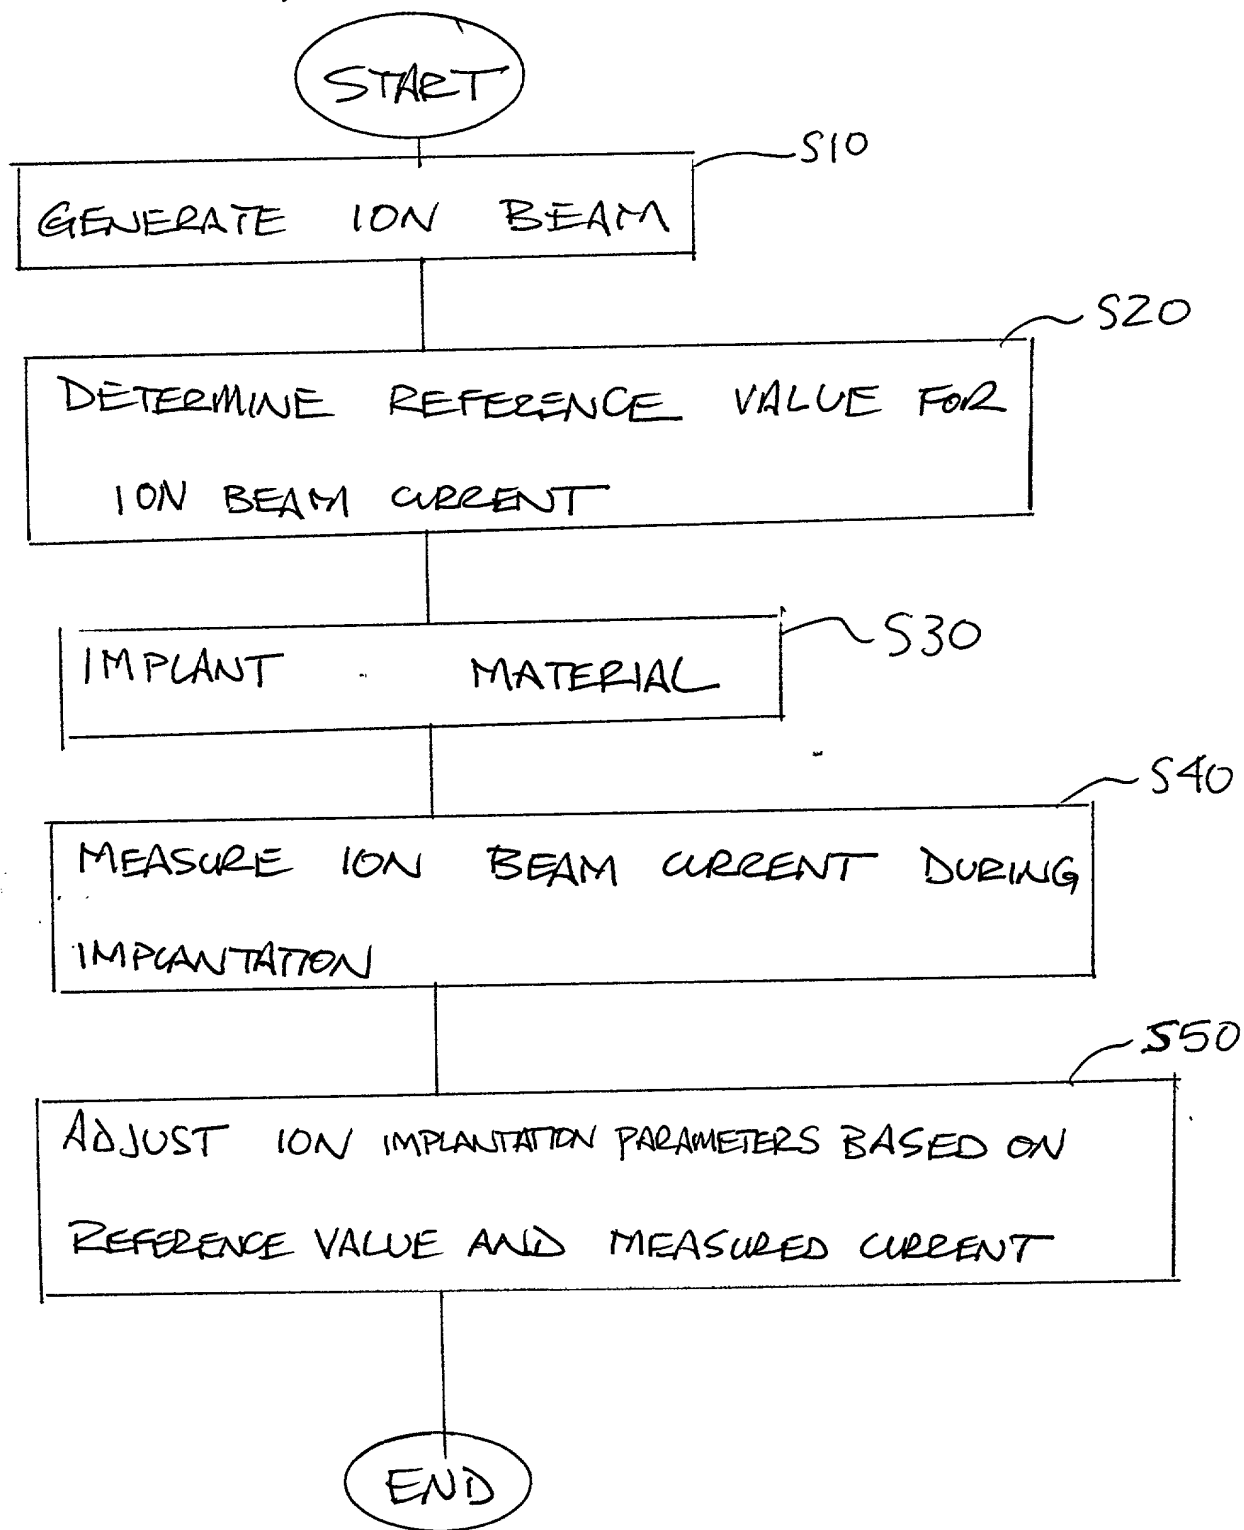 START
S10
GENERATE ION BEAM
S20
DETERMINE REFERENCE VALUE FOR
ION BEAM CURRENT
S30
IMPLANT MATERIAL
S40
MEASURE ION BEAM CURRENT DURING
IMPLANTATION
S50
ADJUST ION IMPLANTATION PARAMETERS BASED ON
REFERENCE VALUE AND MEASURED CURRENT
END